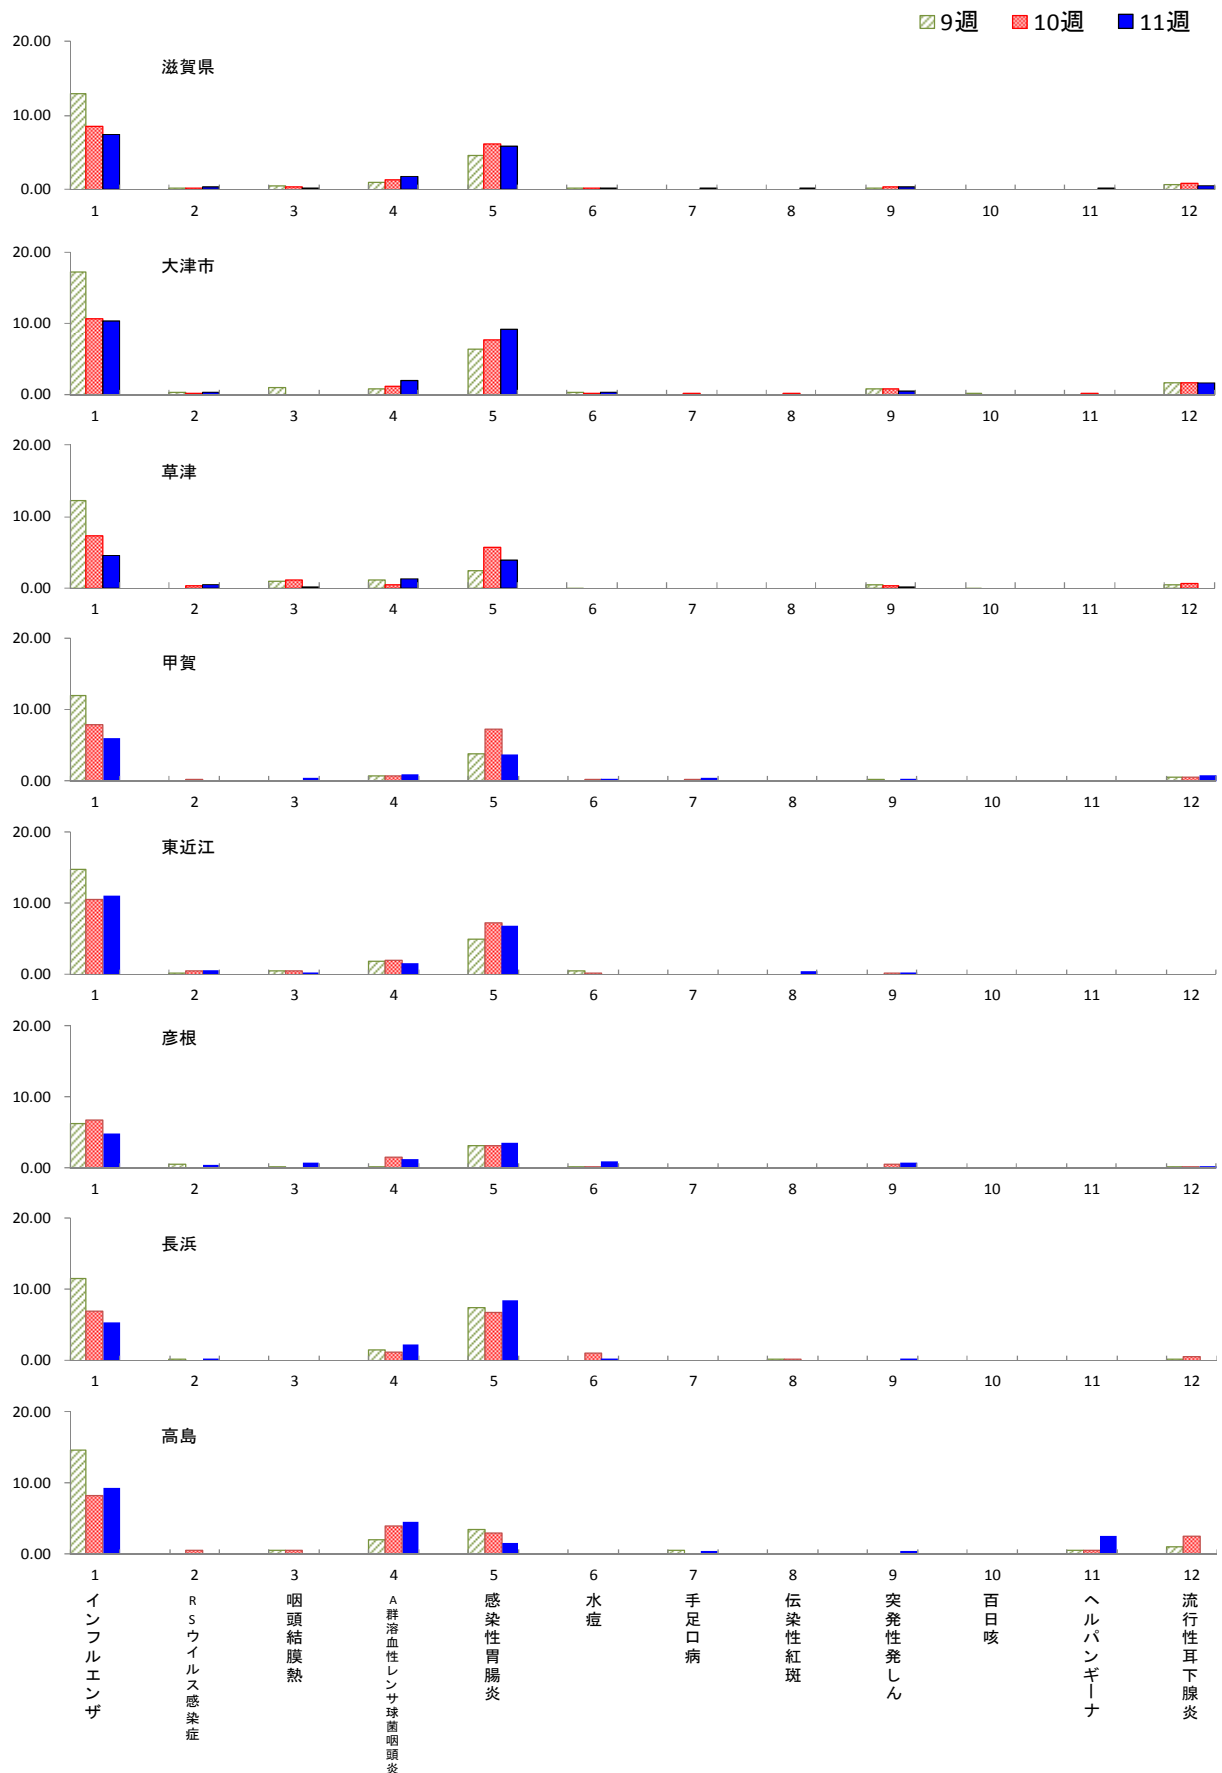 9週 10週 11週
20.00
滋賀県
10.00
0.00
1 2 3 4 5 6 7 8 9 10 11 12
20.00
大津市
10.00
0.00
1 2 3 4 5 6 7 8 9 10 11 12
20.00
草津
10.00
0.00
1 2 3 4 5 6 7 8 9 10 11 12
20.00
甲賀
10.00
0.00
1 2 3 4 5 6 7 8 9 10 11 12
20.00
東近江
10.00
0.00
1 2 3 4 5 6 7 8 9 10 11 12
20.00
彦根
10.00
0.00
1 2 3 4 5 6 7 8 9 10 11 12
20.00
長浜
10.00
0.00
1 2 3 4 5 6 7 8 9 10 11 12
20.00
高島
10.00
0.00
1 2 3 4 5 6 7 8 9 10 11 12
インフルエンザ
RSウイルス感染症
咽頭結膜熱
A群溶血性レンサ球菌咽頭炎
感染性胃腸炎
水痘
手足口病
伝染性紅斑
突発性発しん
百日咳
ヘルパンギーナ
流行性耳下腺炎